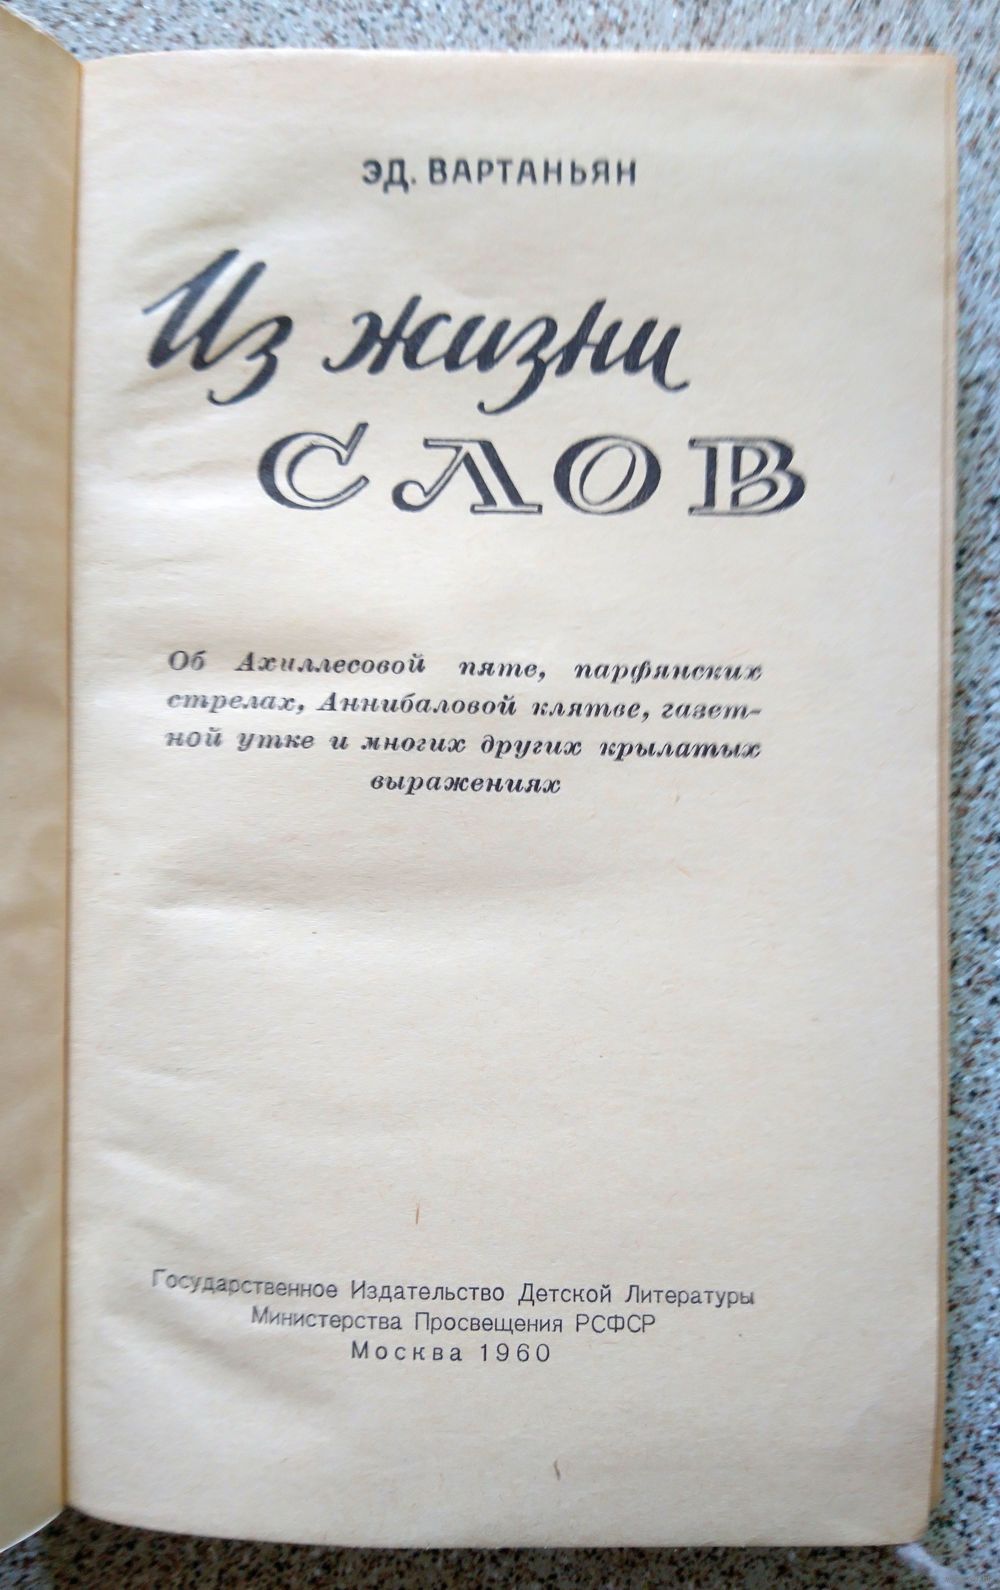 ЭД. ВАРТАНЬЯН
Из жизни
СЛОВ
Об Ахиллесовой пяте, парфянских
стрелах, Аннибаловой клятве, газет-
ной утке и многих других крылатых
выражениях
Государственное Издательство Детской Литературы
Министерства Просвещения РСФСР
Москва 1960